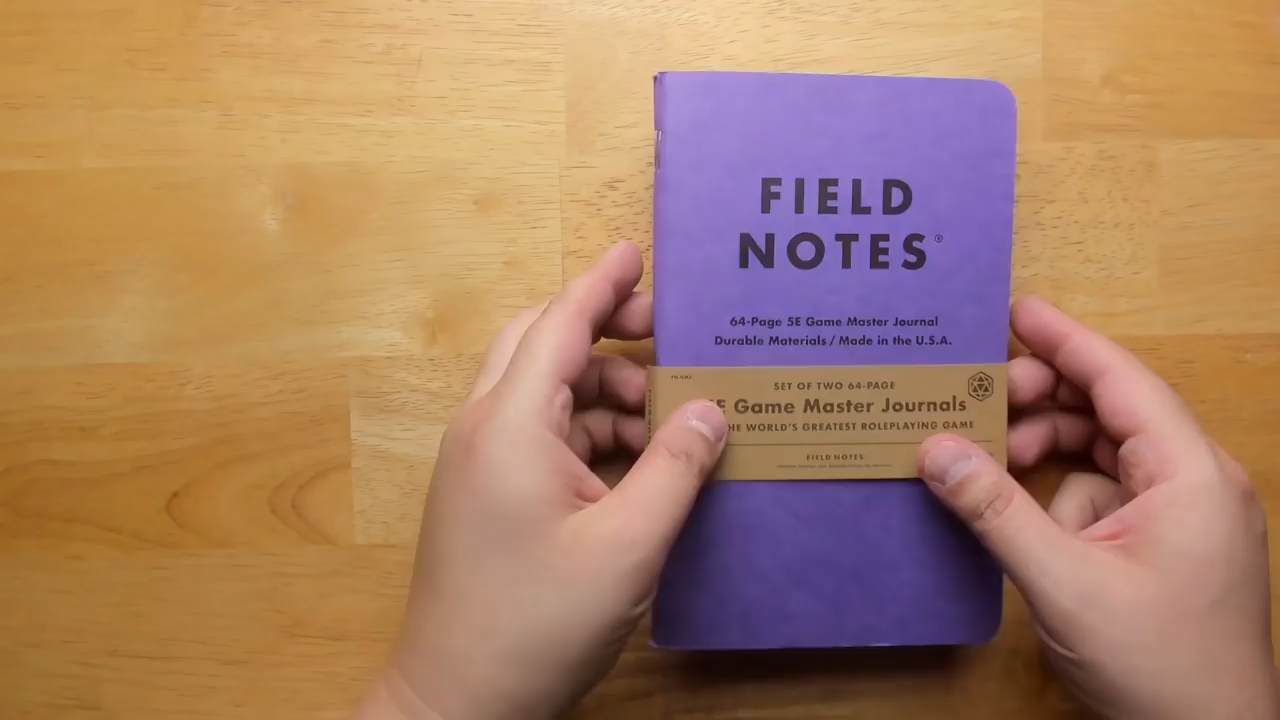 FIELD
NOTES®
64-Page 5E Game Master Journal
Durable Materials / Made in the U.S.A.
SET OF TWO 64-PAGE
E Game Master Journals
HE WORLD'S GREATEST ROLEPLAYING GAME
FIELD NOTES